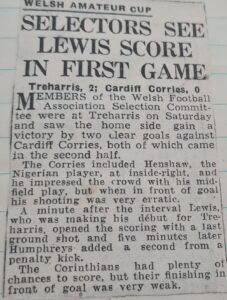 WELSH AMATEUR CUP
SELECTORS SEE
LEWIS SCORE
IN FIRST GAME
Treharris, 2; Cardiff Corries, 0
MEMBERS of the Welsh Football
Association Selection Commit-
tee were at Treharris on Saturday
and saw the home side gain a
victory by two clear goals against
Cardiff Corries, both of which came
in the second half.
The Corries included Henshaw, the
Nigerian player, at inside-right, and
he impressed the crowd with his mid-
field play, but when in front of goal
his shooting was very erratic.
A minute after the interval Lewis,
who was making his début for Tre-
harris, opened the scoring with a last
ground shot and five minutes later
Humphreys added a second from a
penalty kick.
The Corinthians had plenty of
chances to score, but their finishing in
front of goal was very weak.